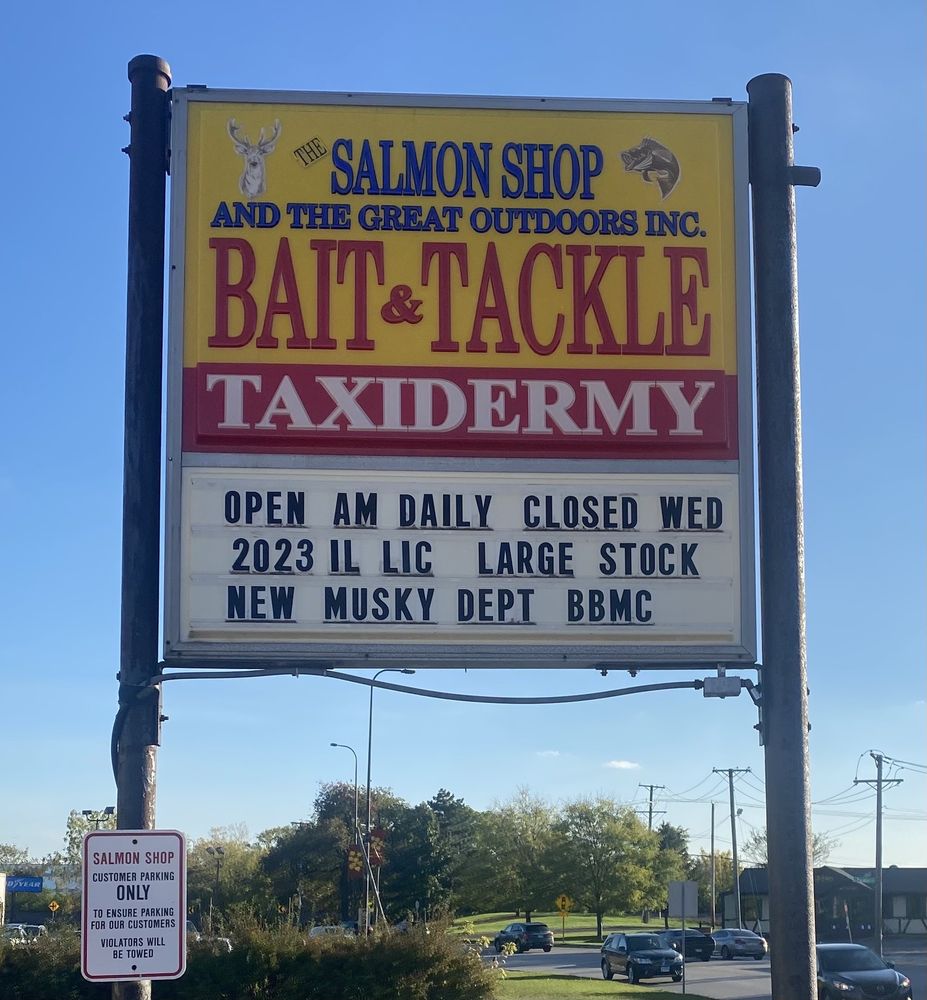 THE SALMON SHOP
AND THE GREAT OUTDOORS INC.
BAIT & TACKLE
TAXIDERMY
OPEN AM DAILY CLOSED WED
2023 IL LIC LARGE STOCK
NEW MUSKY DEPT BBMC
SALMON SHOP
CUSTOMER PARKING
ONLY
TO ENSURE PARKING
FOR OUR CUSTOMERS
VIOLATORS WILL
BE TOWED